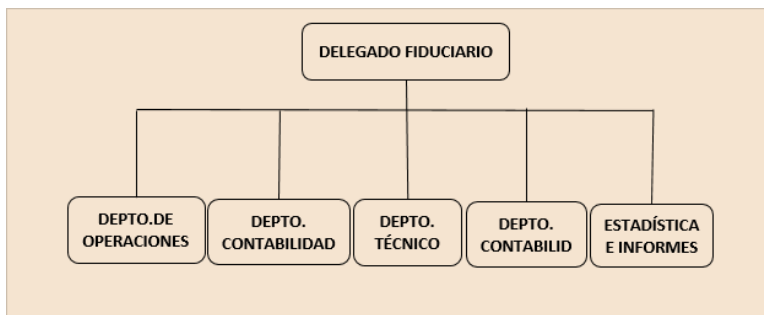 DELEGADO FIDUCIARIO
DEPTO.DE
OPERACIONES
DEPTO.
CONTABILIDAD
DEPTO.
TÉCNICO
DEPTO.
CONTABILID
ESTADÍSTICA
E INFORMES